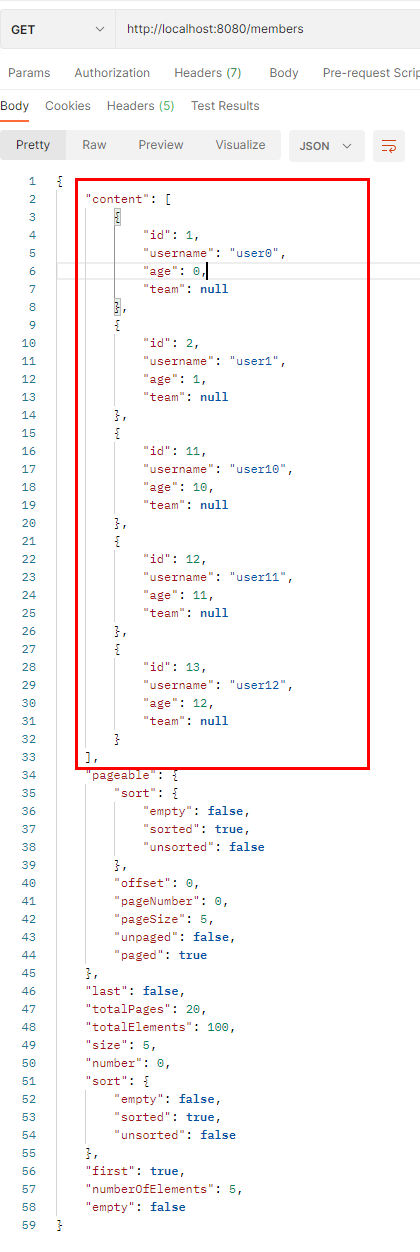 GET http://localhost:8080/members
Params Authorization Headers (7) Body Pre-request Scrip
Body Cookies Headers (5) Test Results
Pretty Raw Preview Visualize JSON
1 {
2 "content": [
3 {
4 "id": 1,
5 "username": "user0",
6 "age": 0,
7 "team": null
8 },
9 {
10 "id": 2,
11 "username": "user1",
12 "age": 1,
13 "team": null
14 },
15 {
16 "id": 11,
17 "username": "user10",
18 "age": 10,
19 "team": null
20 },
21 {
22 "id": 12,
23 "username": "user11",
24 "age": 11,
25 "team": null
26 },
27 {
28 "id": 13,
29 "username": "user12",
30 "age": 12,
31 "team": null
32 }
33 ],
34 "pageable": {
35 "sort": {
36 "empty": false,
37 "sorted": true,
38 "unsorted": false
39 },
40 "offset": 0,
41 "pageNumber": 0,
42 "pageSize": 5,
43 "unpaged": false,
44 "paged": true
45 },
46 "last": false,
47 "totalPages": 20,
48 "totalElements": 100,
49 "size": 5,
50 "number": 0,
51 "sort": {
52 "empty": false,
53 "sorted": true,
54 "unsorted": false
55 },
56 "first": true,
57 "numberOfElements": 5,
58 "empty": false
59 }